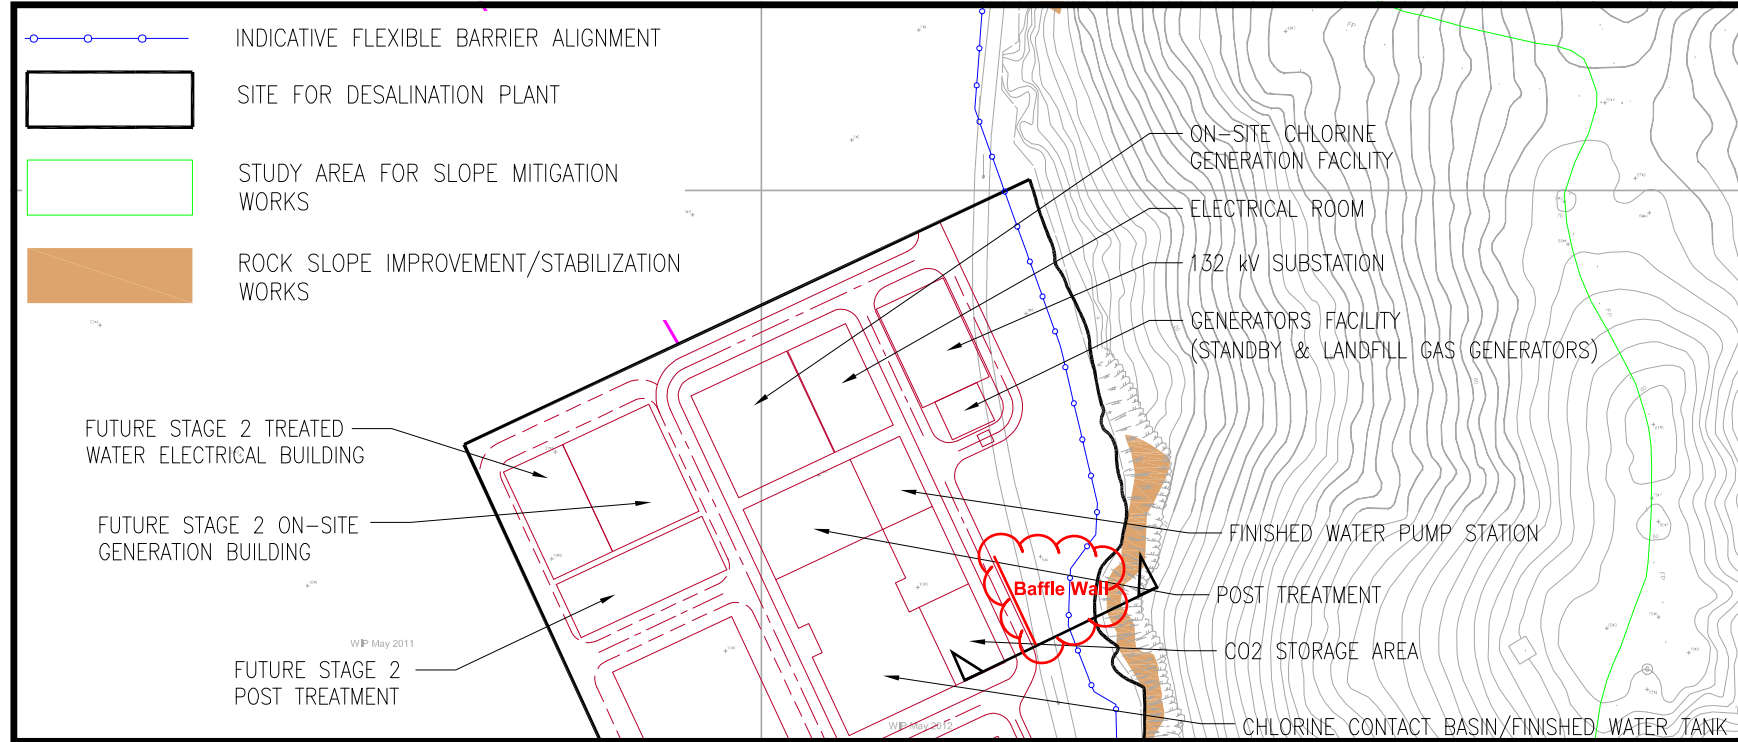 INDICATIVE FLEXIBLE BARRIER ALIGNMENT
SITE FOR DESALINATION PLANT
STUDY AREA FOR SLOPE MITIGATION
WORKS
ROCK SLOPE IMPROVEMENT/STABILIZATION
WORKS
ON-SITE CHLORINE
GENERATION FACILITY
ELECTRICAL ROOM
132 kV SUBSTATION
GENERATORS FACILITY
(STANDBY & LANDFILL GAS GENERATORS)
FUTURE STAGE 2 TREATED
WATER ELECTRICAL BUILDING
FUTURE STAGE 2 ON-SITE
GENERATION BUILDING
FINISHED WATER PUMP STATION
Baffle Wall
POST TREATMENT
WIP May 2011
CO2 STORAGE AREA
FUTURE STAGE 2
POST TREATMENT
WIP May 2012
CHLORINE CONTACT BASIN/FINISHED WATER TANK